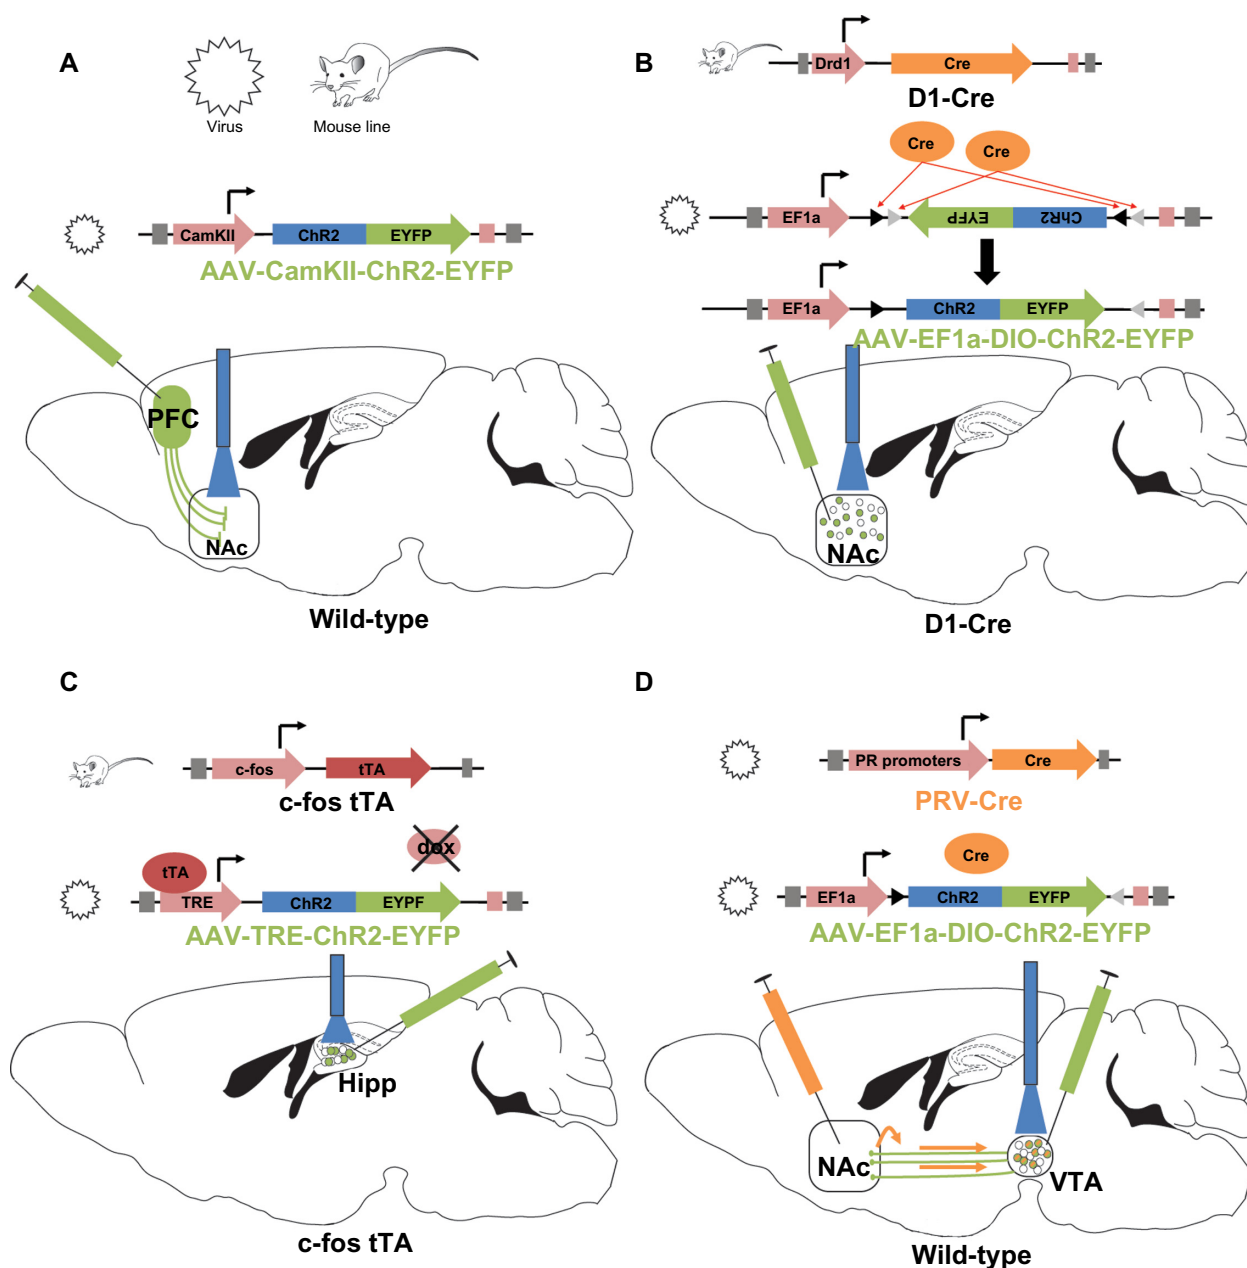 A
Virus
Mouse line
CamKII
ChR2
EYFP
AAV-CamKII-ChR2-EYFP
PFC
NAc
Wild-type
B
Drd1
Cre
D1-Cre
Cre
Cre
EF1a
EYFP
ChR2
EF1a
ChR2
EYFP
AAV-EF1a-DIO-ChR2-EYFP
NAc
D1-Cre
C
c-fos
tTA
c-fos tTA
dox
tTA
TRE
ChR2
EYPF
AAV-TRE-ChR2-EYFP
Hipp
c-fos tTA
D
PR promoters
Cre
PRV-Cre
Cre
EF1a
ChR2
EYFP
AAV-EF1a-DIO-ChR2-EYFP
NAc
VTA
Wild-type